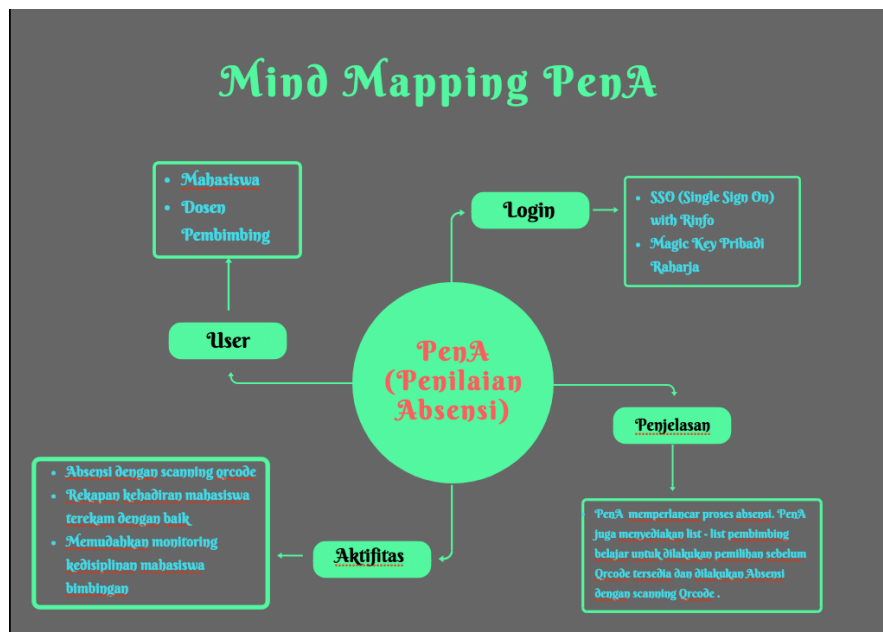 Mind Mapping PenA
Mahasiswa
Dosen
Pembimbing
Login
SSO (Single Sign On)
with Rinfo
Magic Key Pribadi
Raharja
User
PenA
(Penilaian
Absensi)
Penjelasan
PenA memperlancar proses absensi. PenA
juga menyediakan list - list pembimbing
belajar untuk dilakukan pemilihan sebelum
Qrcode tersedia dan dilakukan Absensi
dengan scanning Qrcode .
Aktifitas
Absensi dengan scanning qrcode
Rekapan kehadiran mahasiswa
terekam dengan baik
Memudahkan monitoring
kedisiplinan mahasiswa
bimbingan